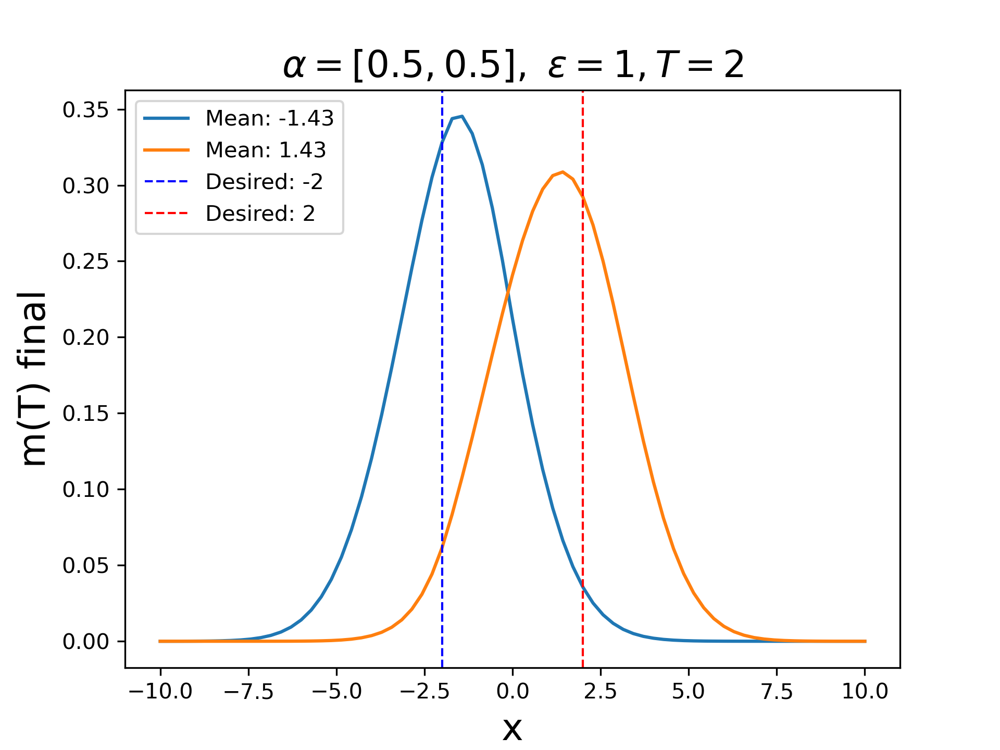 α = [0.5, 0.5], ε = 1, T = 2
Mean: -1.43
Mean: 1.43
Desired: -2
Desired: 2
0.35
0.30
0.25
0.20
0.15
0.10
0.05
0.00
m(T) final
−10.0 −7.5 −5.0 −2.5 0.0 2.5 5.0 7.5 10.0
x